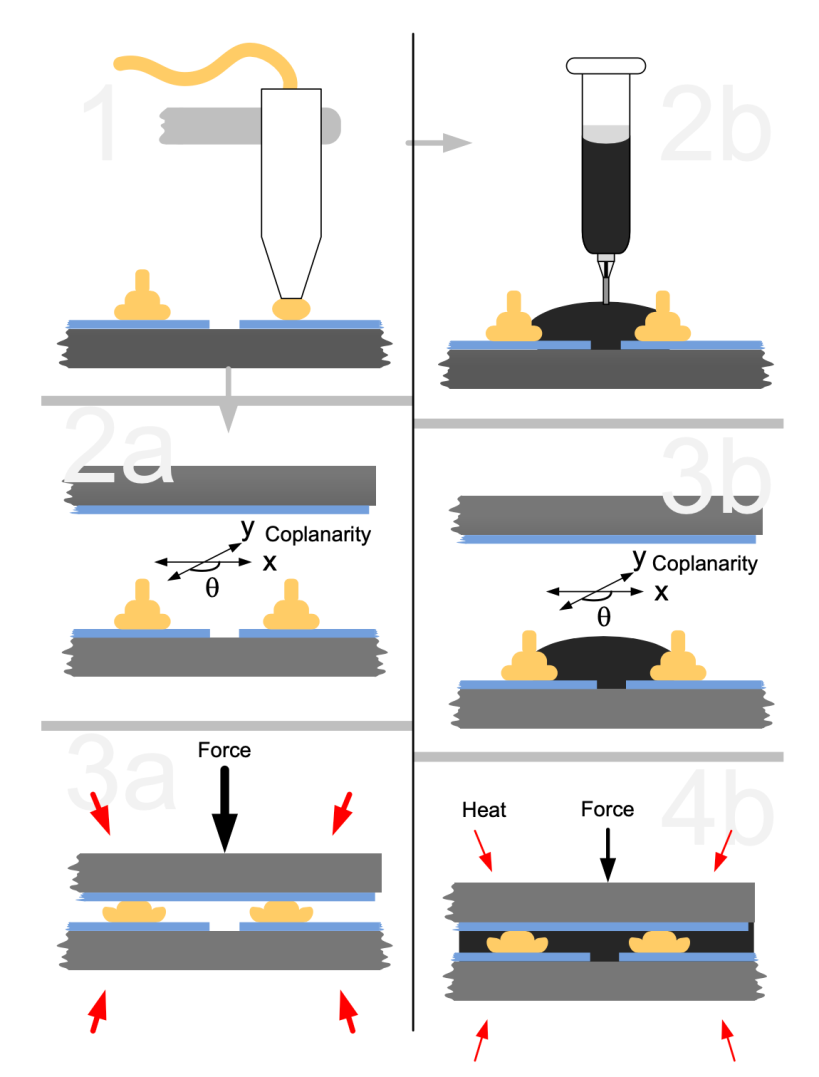 1
2a
y Coplanarity
x
θ
3a
Force
2b
3b
y Coplanarity
x
θ
4b
Heat
Force